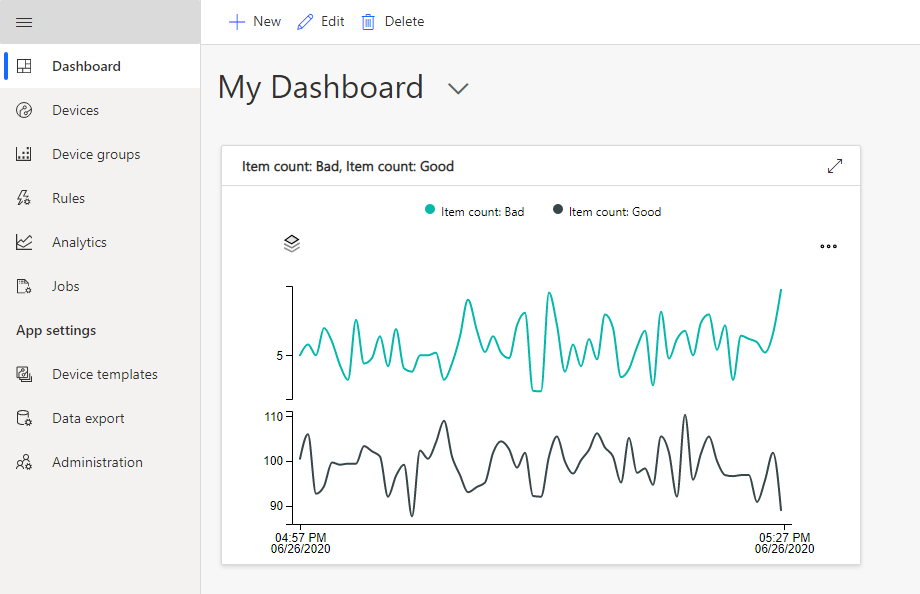 New Edit Delete
Dashboard
Devices
Device groups
Rules
Analytics
Jobs
App settings
Device templates
Data export
Administration
My Dashboard
Item count: Bad, Item count: Good
Item count: Bad Item count: Good
5
110
100
90
04:57 PM 05:27 PM
06/26/2020 06/26/2020